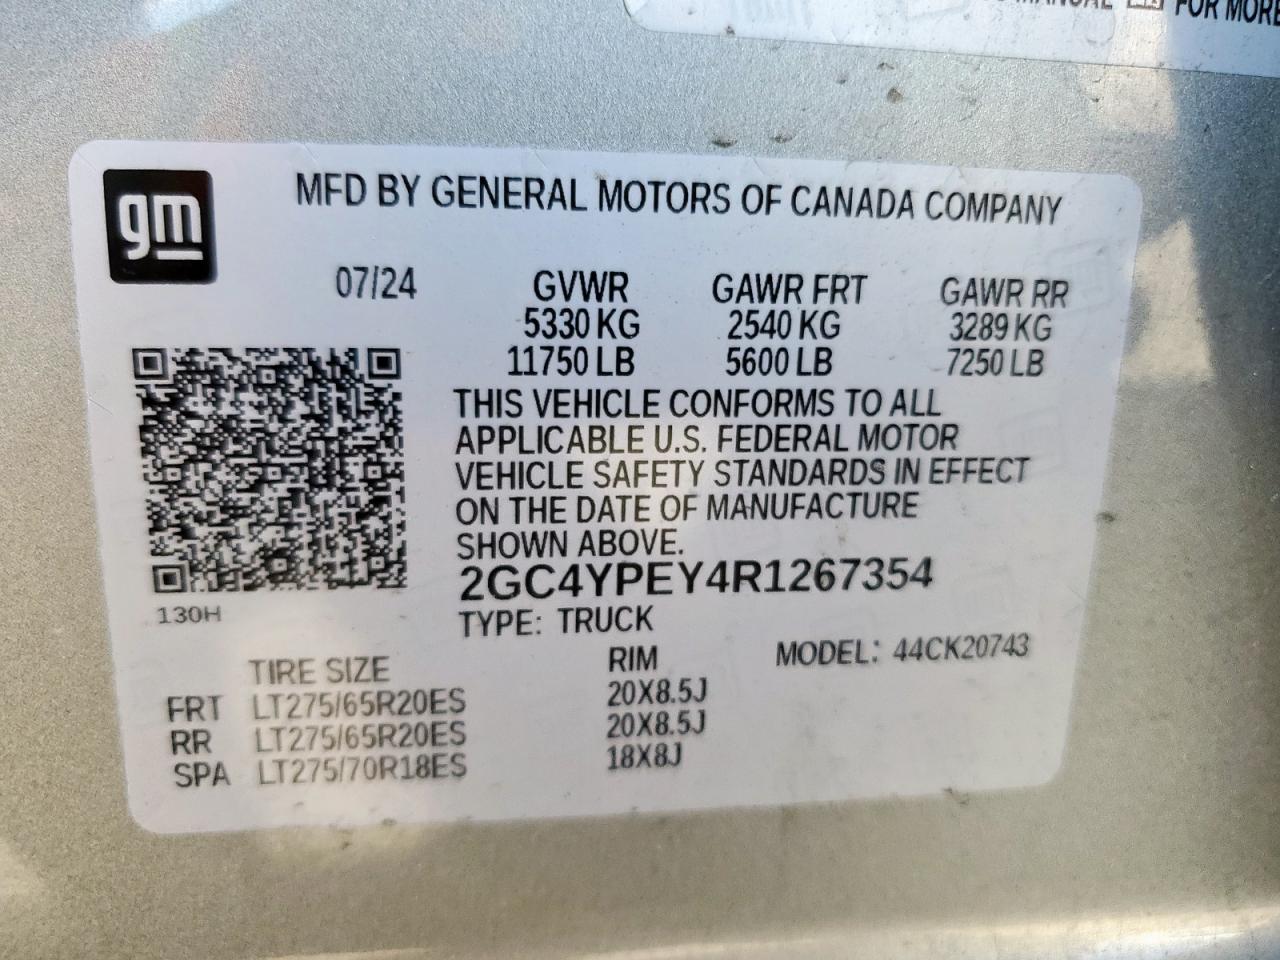 MANUAL FOR MORE
gm
MFD BY GENERAL MOTORS OF CANADA COMPANY
07/24 GVWR GAWR FRT GAWR RR
5330 KG 2540 KG 3289 KG
11750 LB 5600 LB 7250 LB
THIS VEHICLE CONFORMS TO ALL
APPLICABLE U.S. FEDERAL MOTOR
VEHICLE SAFETY STANDARDS IN EFFECT
ON THE DATE OF MANUFACTURE
SHOWN ABOVE.
2GC4YPEY4R1267354
130H
TYPE: TRUCK
TIRE SIZE RIM MODEL: 44CK20743
FRT LT275/65R20ES 20X8.5J
RR LT275/65R20ES 20X8.5J
SPA LT275/70R18ES 18X8J